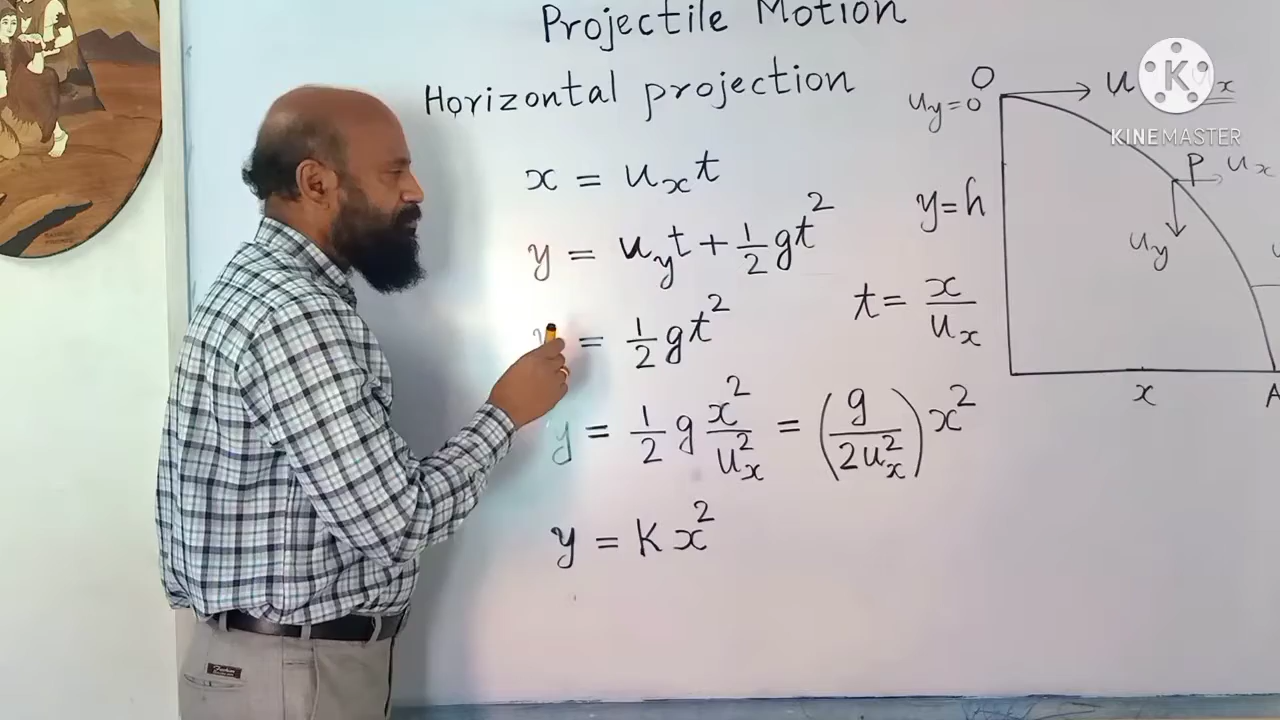 Projectile Motion
Horizontal projection
x = uₓt
y = u_y t + ½gt²
y = ½gt²
y = ½ g x²/uₓ² = (g/2uₓ²) x²
y = Kx²
y=h
t = x/uₓ
O
u
x
u_y=0
P uₓ
u_y
x
A
K
KINEMASTER